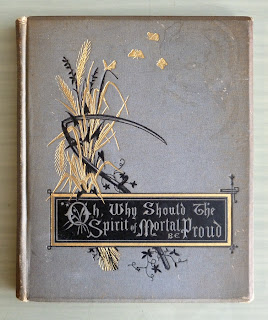 "Oh, Why Should The
Spirit of Mortal BE Proud